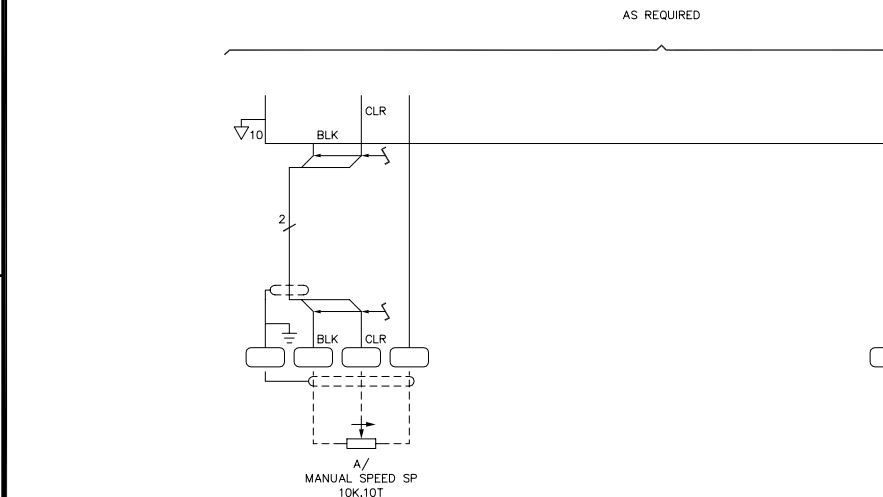 AS REQUIRED
CLR
10
BLK
2
BLK
CLR
A/
MANUAL SPEED SP
10K,10T